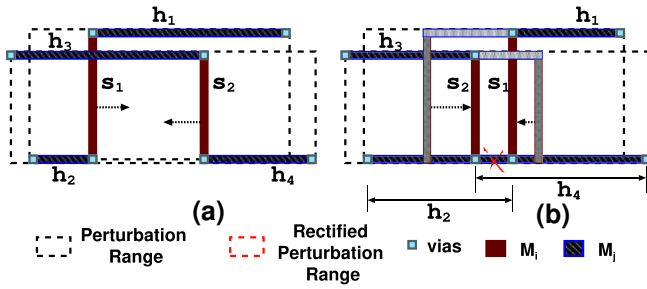 h1
h3
s1
s2
h2
h4
(a)
h1
h3
s2
s1
h4
h2
(b)
Perturbation Range
Rectified Perturbation Range
vias
Mi
Mj